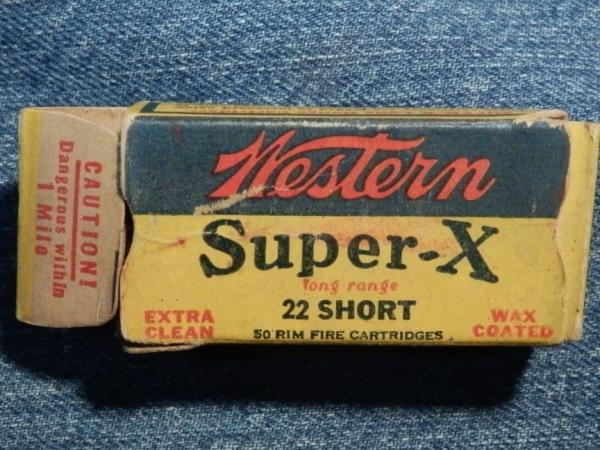 CAUTION!
Dangerous within
1 Mile
Western
Super-X
long range
22 SHORT
EXTRA
CLEAN
WAX
COATED
50 RIM FIRE CARTRIDGES